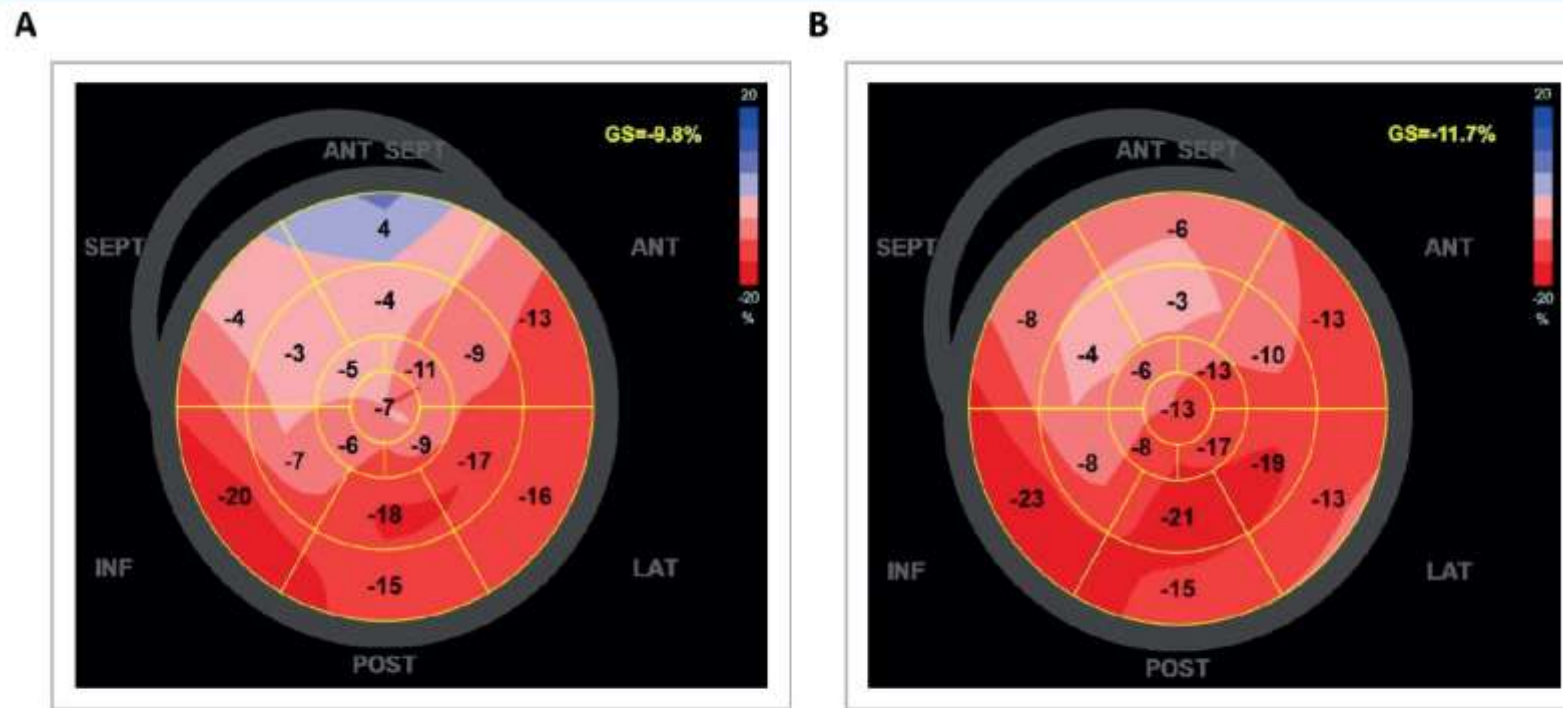 A
B
20
GS=-9.8%
ANT SEPT
SEPT
ANT
4
-4
-4
-13
-3
-9
-5
-11
-7
-6
-9
-7
-17
-20
-16
-18
-15
INF
LAT
POST
-20
%
20
GS=-11.7%
ANT SEPT
SEPT
ANT
-6
-3
-8
-13
-4
-10
-6
-13
-13
-8
-17
-8
-19
-23
-13
-21
-15
INF
LAT
POST
-20
%